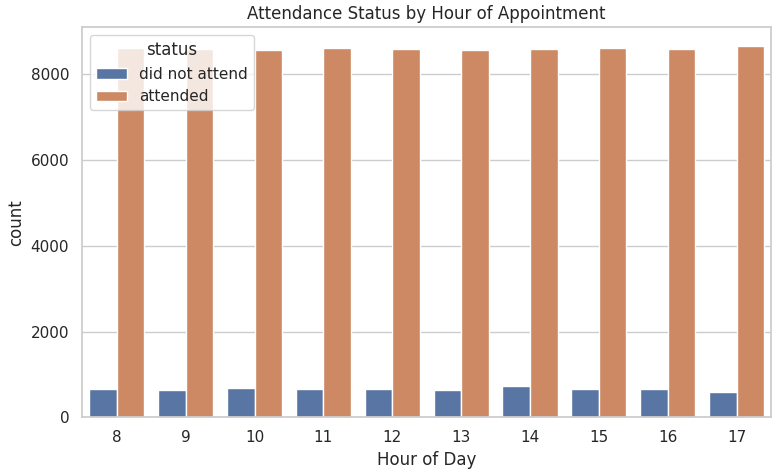 Attendance Status by Hour of Appointment
status
did not attend
attended
count
8000
6000
4000
2000
0
8 9 10 11 12 13 14 15 16 17
Hour of Day